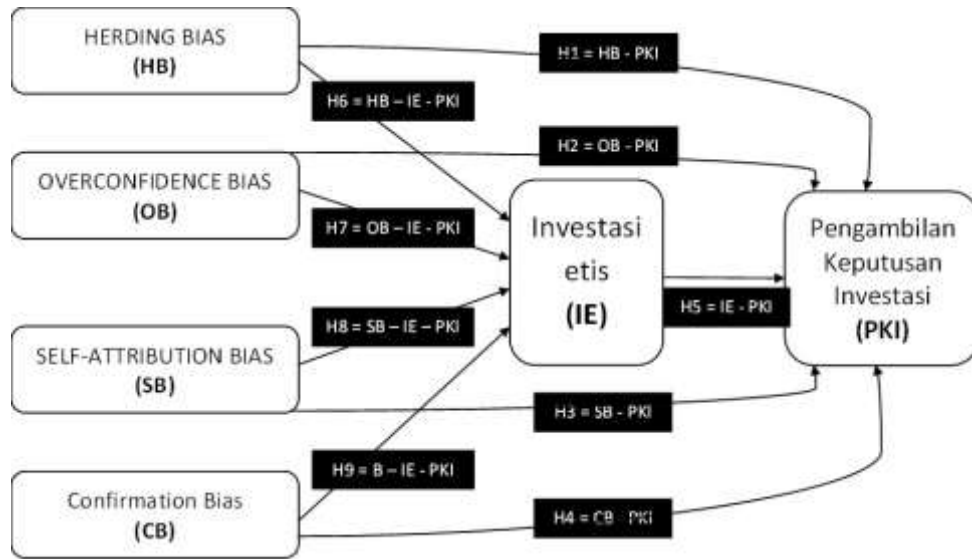 HERDING BIAS
(HB)
H1 = HB - PKI
H6 = HB – IE - PKI
H2 = OB - PKI
OVERCONFIDENCE BIAS
(OB)
H7 = OB – IE - PKI
Investasi
etis
(IE)
Pengambilan
Keputusan
Investasi
(PKI)
H5 = IE - PKI
H8 = SB – IE – PKI
SELF-ATTRIBUTION BIAS
(SB)
H3 = SB - PKI
H9 = B – IE - PKI
Confirmation Bias
(CB)
H4 = CB - PKI